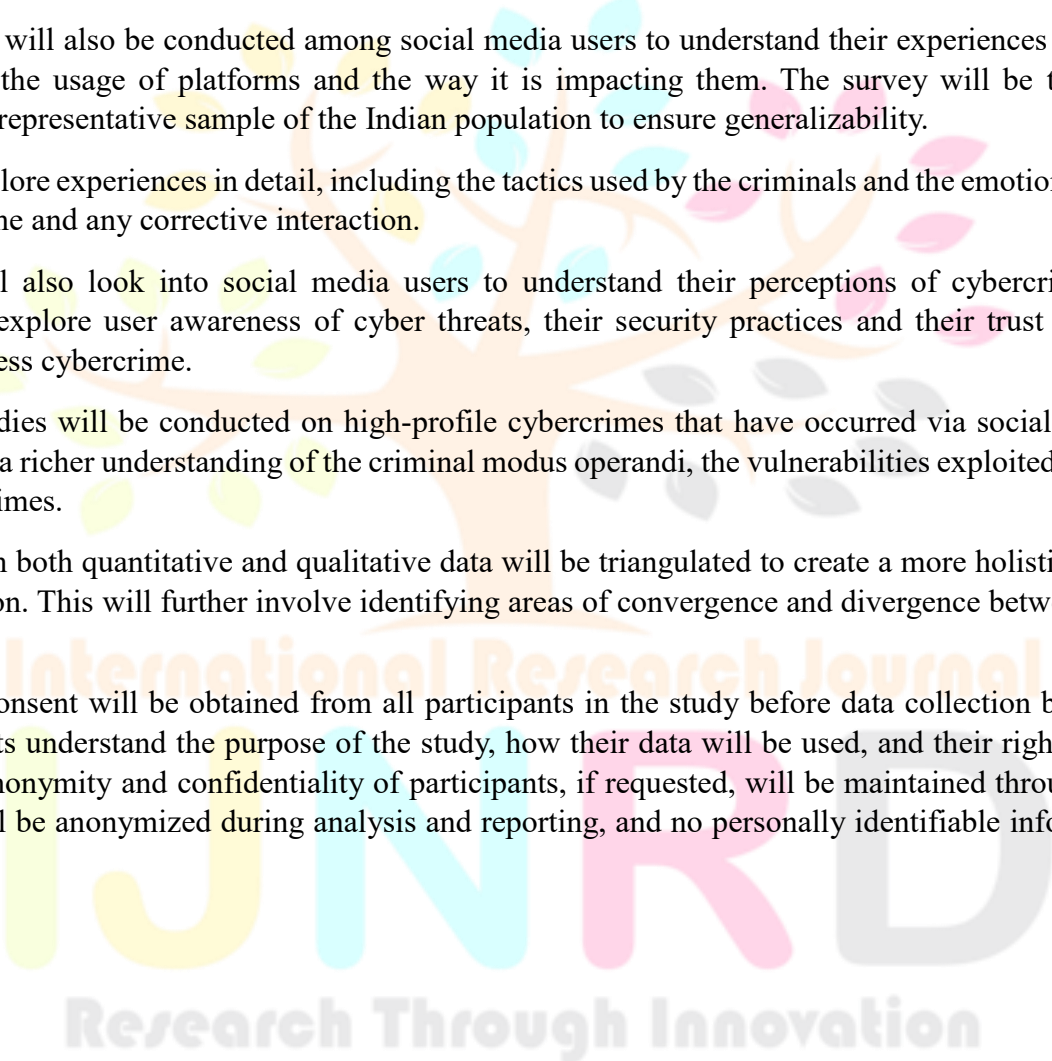 will also be conducted among social media users to understand their experiences
the usage of platforms and the way it is impacting them. The survey will be t
representative sample of the Indian population to ensure generalizability.
lore experiences in detail, including the tactics used by the criminals and the emotio
ne and any corrective interaction.
l also look into social media users to understand their perceptions of cybercri
explore user awareness of cyber threats, their security practices and their trust
ess cybercrime.
dies will be conducted on high-profile cybercrimes that have occurred via social
a richer understanding of the criminal modus operandi, the vulnerabilities exploited
imes.
n both quantitative and qualitative data will be triangulated to create a more holisti
on. This will further involve identifying areas of convergence and divergence betw
International Research Journal
onsent will be obtained from all participants in the study before data collection b
ts understand the purpose of the study, how their data will be used, and their righ
nonymity and confidentiality of participants, if requested, will be maintained throu
l be anonymized during analysis and reporting, and no personally identifiable info
IJNRD
Research Through Innovation